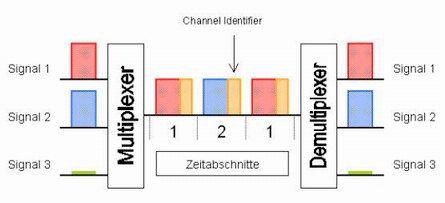 Channel Identifier
Signal 1
Signal 1
Multiplexer
Demultiplexer
Signal 2
Signal 2
1 2 1
Zeitabschnitte
Signal 3
Signal 3